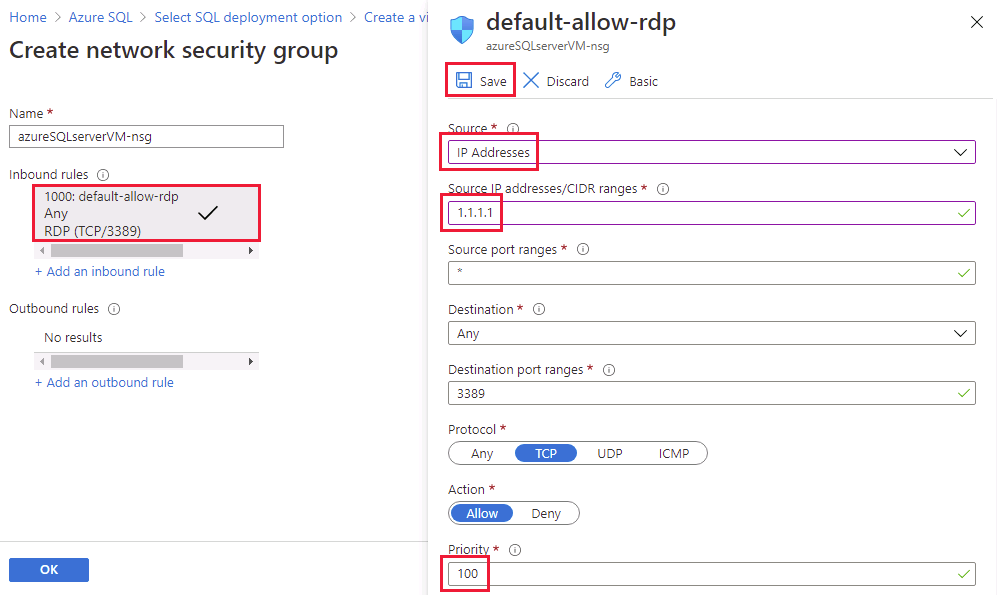 Home > Azure SQL > Select SQL deployment option > Create a vi
Create network security group
Name *
azureSQLserverVM-nsg
Inbound rules
1000: default-allow-rdp
Any
RDP (TCP/3389)
+ Add an inbound rule
Outbound rules
No results
+ Add an outbound rule
OK
default-allow-rdp
azureSQLserverVM-nsg
Save Discard Basic
Source *
IP Addresses
Source IP addresses/CIDR ranges *
1.1.1.1
Source port ranges *
*
Destination *
Any
Destination port ranges *
3389
Protocol *
Any TCP UDP ICMP
Action *
Allow Deny
Priority *
100